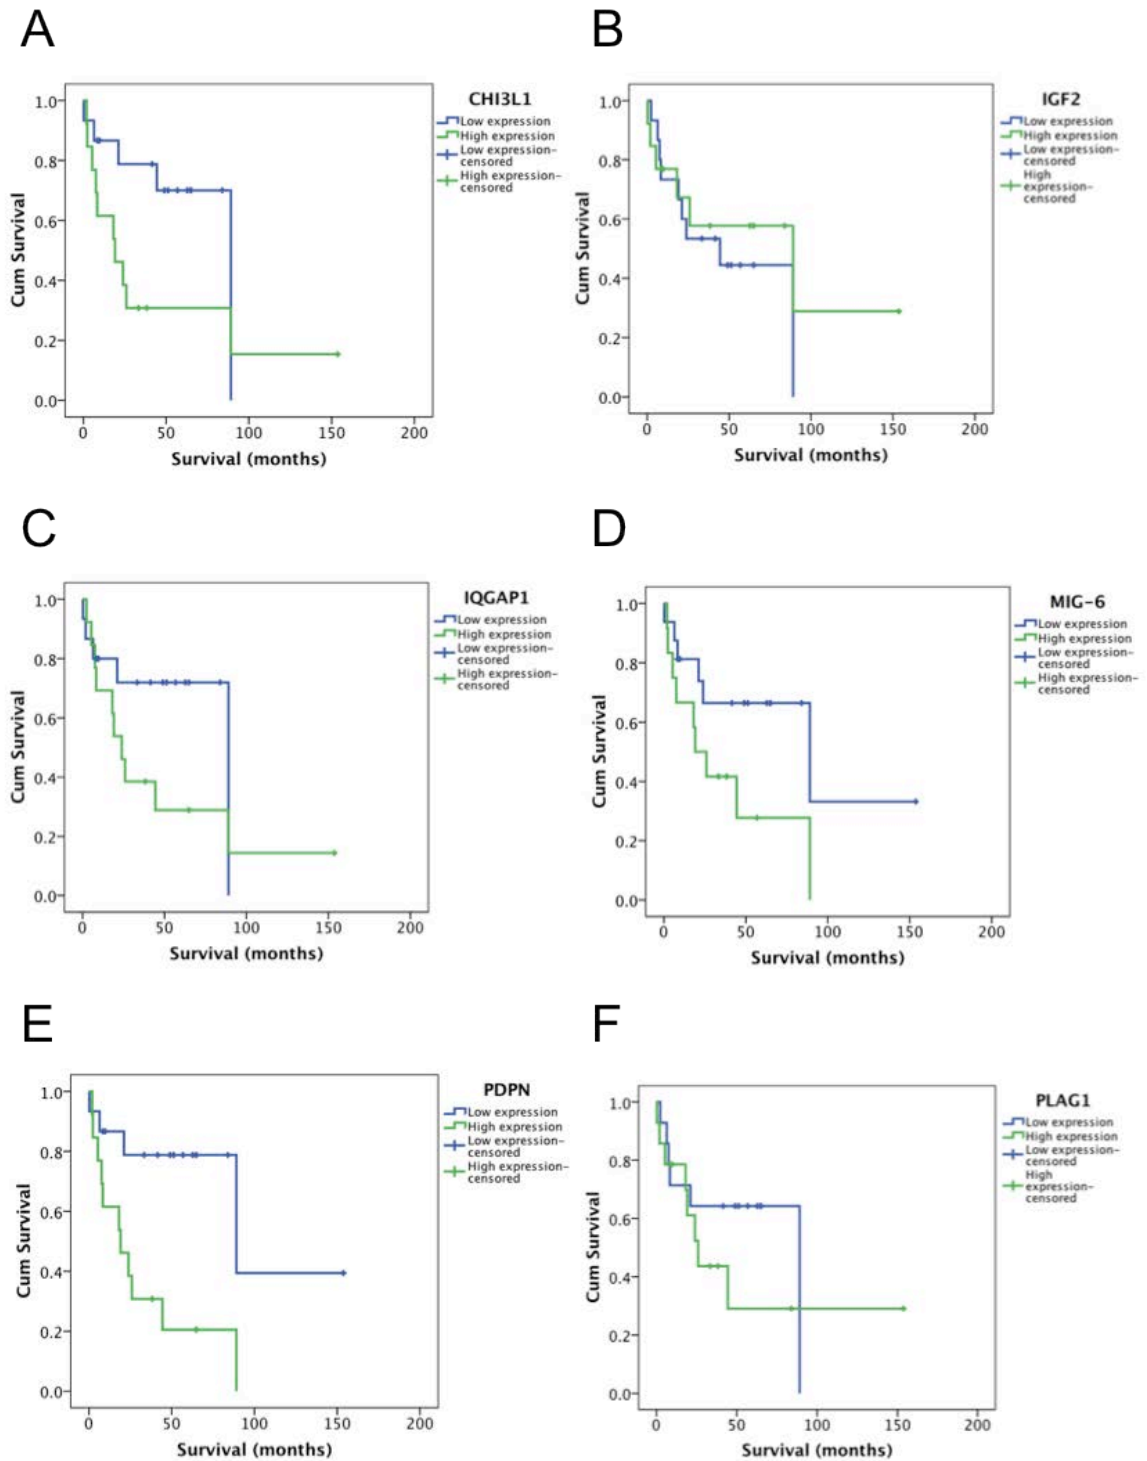 A
B
1.0
0.8
0.6
0.4
0.2
0.0
Cum Survival
0 50 100 150 200
Survival (months)
CHI3L1
Low expression
High expression
Low expression-
censored
High expression-
censored
1.0
0.8
0.6
0.4
0.2
0.0
Cum Survival
0 50 100 150 200
Survival (months)
IGF2
Low expression
High expression
Low expression-
censored
High
expression-
censored
C
D
1.0
0.8
0.6
0.4
0.2
0.0
Cum Survival
0 50 100 150 200
Survival (months)
IQGAP1
Low expression
High expression
Low expression-
censored
High expression-
censored
1.0
0.8
0.6
0.4
0.2
0.0
Cum Survival
0 50 100 150 200
Survival (months)
MIG-6
Low expression
High expression
Low expression-
censored
High expression-
censored
E
F
1.0
0.8
0.6
0.4
0.2
0.0
Cum Survival
0 50 100 150 200
Survival (months)
PDPN
Low expression
High expression
Low expression-
censored
High expression-
censored
1.0
0.8
0.6
0.4
0.2
0.0
Cum Survival
0 50 100 150 200
Survival (months)
PLAG1
Low expression
High expression
Low expression-
censored
High
expression-
censored